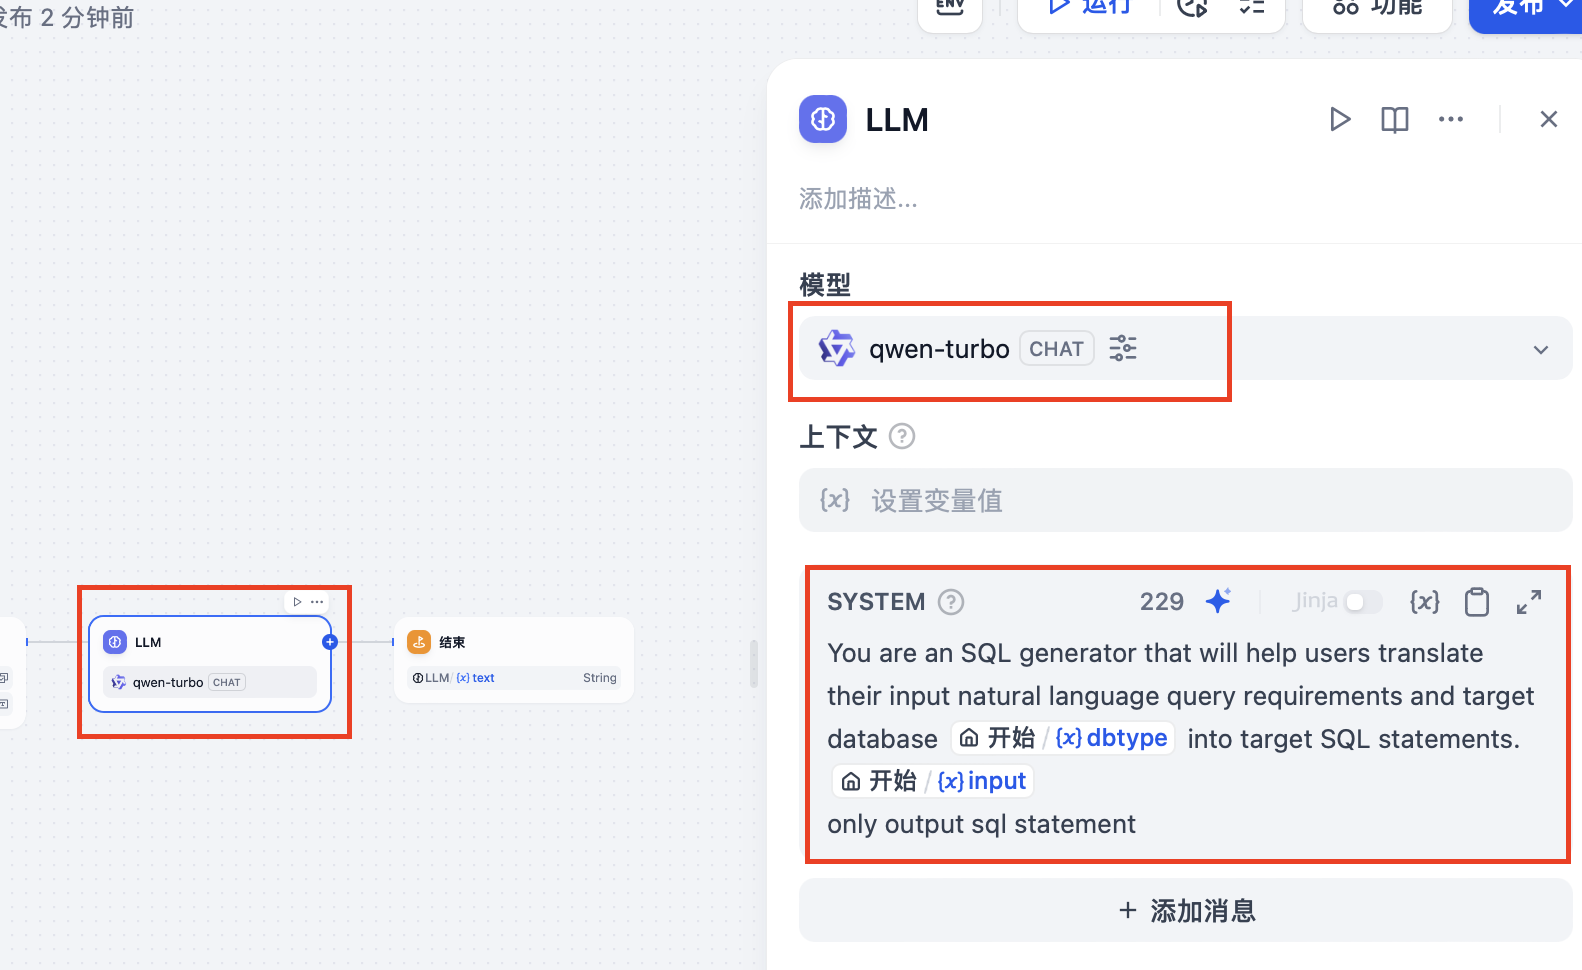 发布 2 分钟前
ENV
运行
功能
发布
LLM
添加描述...
模型
qwen-turbo CHAT
上下文 ?
{x} 设置变量值
SYSTEM ? 229 Jinja {x}
You are an SQL generator that will help users translate
their input natural language query requirements and target
database 开始 / {x} dbtype into target SQL statements.
开始 / {x} input
only output sql statement
+ 添加消息
LLM
qwen-turbo CHAT
结束
LLM / {x} text String